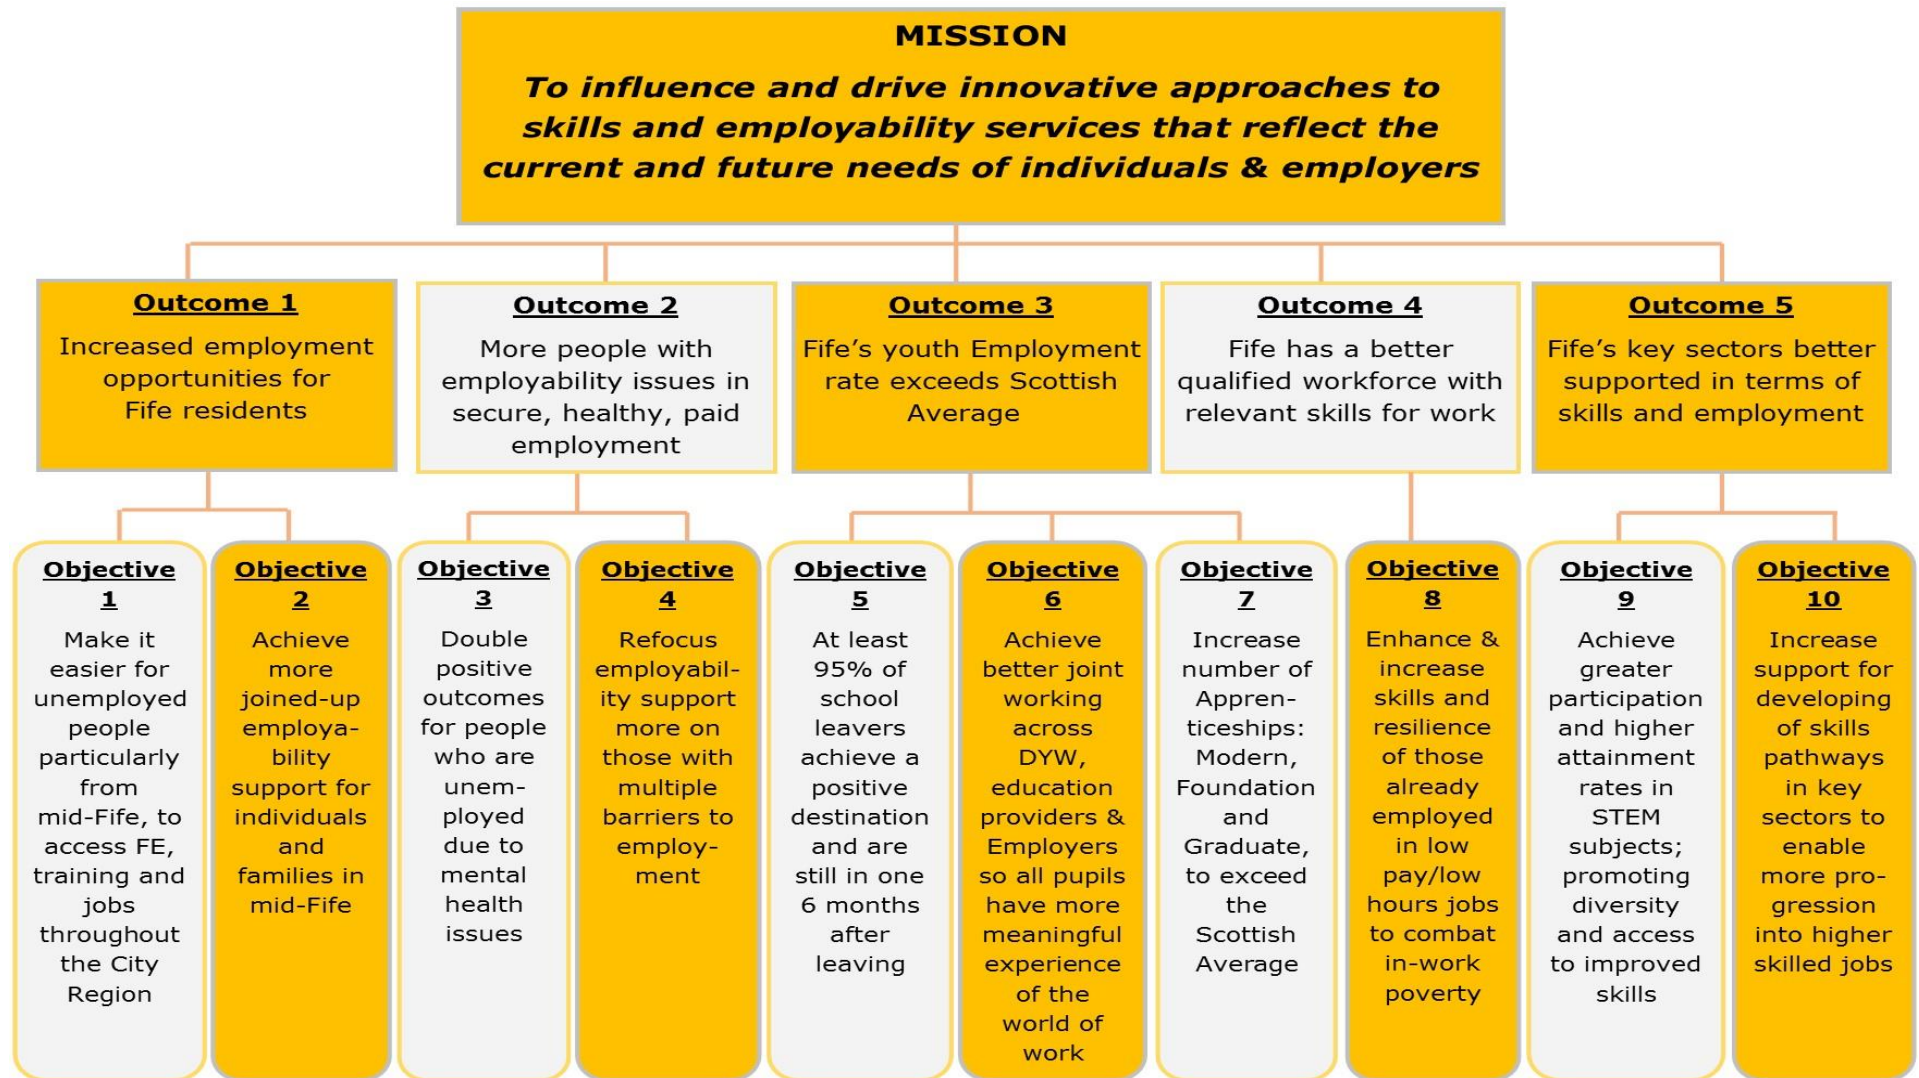 MISSION
To influence and drive innovative approaches to
skills and employability services that reflect the
current and future needs of individuals & employers
Outcome 1
Increased employment
opportunities for
Fife residents
Outcome 2
More people with
employability issues in
secure, healthy, paid
employment
Outcome 3
Fife’s youth Employment
rate exceeds Scottish
Average
Outcome 4
Fife has a better
qualified workforce with
relevant skills for work
Outcome 5
Fife’s key sectors better
supported in terms of
skills and employment
Objective
1
Make it
easier for
unemployed
people
particularly
from
mid-Fife, to
access FE,
training and
jobs
throughout
the City
Region
Objective
2
Achieve
more
joined-up
employa-
bility
support for
individuals
and
families in
mid-Fife
Objective
3
Double
positive
outcomes
for people
who are
unem-
ployed
due to
mental
health
issues
Objective
4
Refocus
employabil-
ity support
more on
those with
multiple
barriers to
employ-
ment
Objective
5
At least
95% of
school
leavers
achieve a
positive
destination
and are
still in one
6 months
after
leaving
Objective
6
Achieve
better joint
working
across
DYW,
education
providers &
Employers
so all pupils
have more
meaningful
experience
of the
world of
work
Objective
7
Increase
number of
Appren-
ticeships:
Modern,
Foundation
and
Graduate,
to exceed
the
Scottish
Average
Objective
8
Enhance &
increase
skills and
resilience
of those
already
employed
in low
pay/low
hours jobs
to combat
in-work
poverty
Objective
9
Achieve
greater
participation
and higher
attainment
rates in
STEM
subjects;
promoting
diversity
and access
to improved
skills
Objective
10
Increase
support for
developing
of skills
pathways
in key
sectors to
enable
more pro-
gression
into higher
skilled jobs